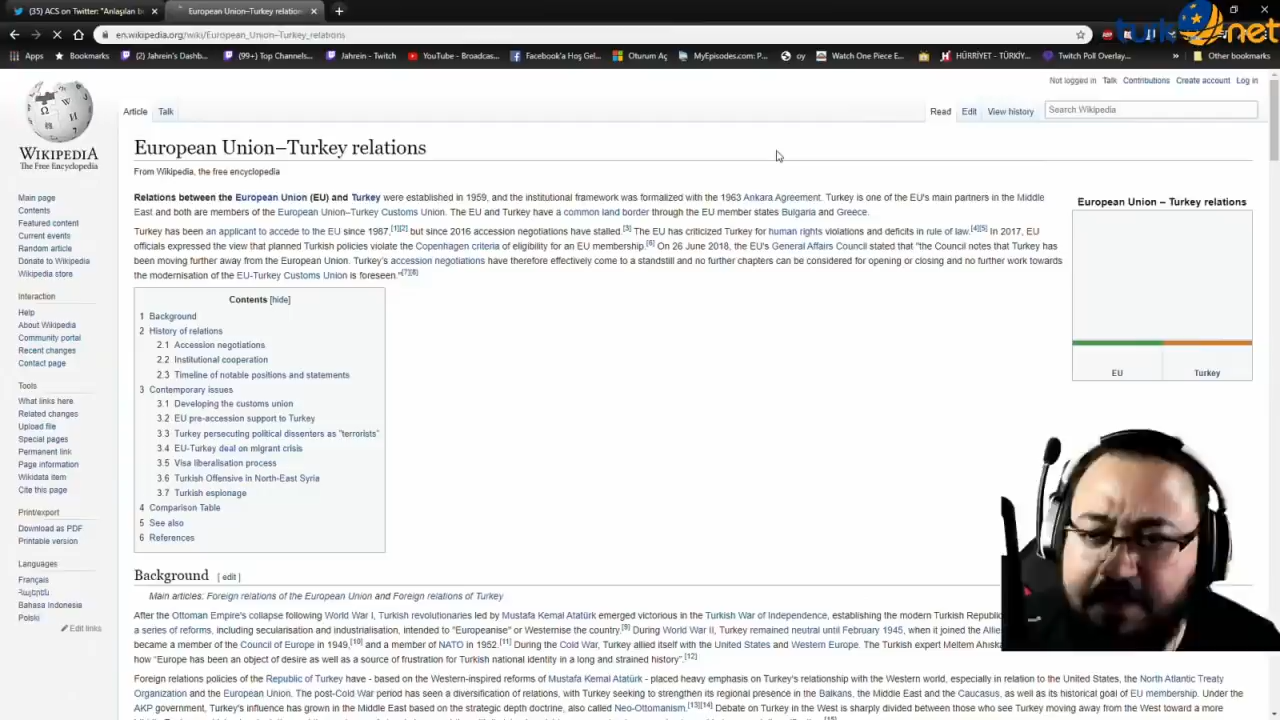 (35) ACS on Twitter: "Anlaşılan b
European Union–Turkey relation
en.wikipedia.org/wiki/European_Union–Turkey_relations
turk net
Apps
Bookmarks
(2) Jahrein's Dashb...
(99+) Top Channels...
Jahrein - Twitch
YouTube - Broadcas...
Facebook'a Hoş Gel...
Oturum Aç
MyEpisodes.com: P...
oy
Watch One Piece E...
HÜRRİYET - TÜRKİY...
Twitch Poll Overlay...
»
Other bookmarks
Not logged in Talk Contributions Create account Log in
Article Talk
Read Edit View history
Search Wikipedia
WIKIPEDIA
The Free Encyclopedia
Main page
Contents
Featured content
Current events
Random article
Donate to Wikipedia
Wikipedia store
Interaction
Help
About Wikipedia
Community portal
Recent changes
Contact page
Tools
What links here
Related changes
Upload file
Special pages
Permanent link
Page information
Wikidata item
Cite this page
Print/export
Download as PDF
Printable version
Languages
Français
Հայերեն
Bahasa Indonesia
Polski
Edit links
European Union–Turkey relations
From Wikipedia, the free encyclopedia
Relations between the European Union (EU) and Turkey were established in 1959, and the institutional framework was formalized with the 1963 Ankara Agreement. Turkey is one of the EU's main partners in the Middle
East and both are members of the European Union–Turkey Customs Union. The EU and Turkey have a common land border through the EU member states Bulgaria and Greece.
Turkey has been an applicant to accede to the EU since 1987,[1][2] but since 2016 accession negotiations have stalled.[3] The EU has criticized Turkey for human rights violations and deficits in rule of law.[4][5] In 2017, EU
officials expressed the view that planned Turkish policies violate the Copenhagen criteria of eligibility for an EU membership.[6] On 26 June 2018, the EU's General Affairs Council stated that "the Council notes that Turkey has
been moving further away from the European Union. Turkey's accession negotiations have therefore effectively come to a standstill and no further chapters can be considered for opening or closing and no further work towards
the modernisation of the EU-Turkey Customs Union is foreseen."[7][8]
European Union – Turkey relations
EU Turkey
Contents [hide]
1 Background
2 History of relations
2.1 Accession negotiations
2.2 Institutional cooperation
2.3 Timeline of notable positions and statements
3 Contemporary issues
3.1 Developing the customs union
3.2 EU pre-accession support to Turkey
3.3 Turkey persecuting political dissenters as "terrorists"
3.4 EU-Turkey deal on migrant crisis
3.5 Visa liberalisation process
3.6 Turkish Offensive in North-East Syria
3.7 Turkish espionage
4 Comparison Table
5 See also
6 References
Background [ edit ]
Main articles: Foreign relations of the European Union and Foreign relations of Turkey
After the Ottoman Empire's collapse following World War I, Turkish revolutionaries led by Mustafa Kemal Atatürk emerged victorious in the Turkish War of Independence, establishing the modern Turkish Republ
a series of reforms, including secularisation and industrialisation, intended to "Europeanise" or Westernise the country.[9] During World War II, Turkey remained neutral until February 1945, when it joined the Allie
became a member of the Council of Europe in 1949,[10] and a member of NATO in 1952.[11] During the Cold War, Turkey allied itself with the United States and Western Europe. The Turkish expert Meltem Ahıska
how "Europe has been an object of desire as well as a source of frustration for Turkish national identity in a long and strained history".[12]
Foreign relations policies of the Republic of Turkey have - based on the Western-inspired reforms of Mustafa Kemal Atatürk - placed heavy emphasis on Turkey's relationship with the Western world, especially in relation to the United States, the North Atlantic Treaty
Organization and the European Union. The post-Cold War period has seen a diversification of relations, with Turkey seeking to strengthen its regional presence in the Balkans, the Middle East and the Caucasus, as well as its historical goal of EU membership. Under the
AKP government, Turkey's influence has grown in the Middle East based on the strategic depth doctrine, also called Neo-Ottomanism.[13][14] Debate on Turkey in the West is sharply divided between those who see Turkey moving away from the West toward a more